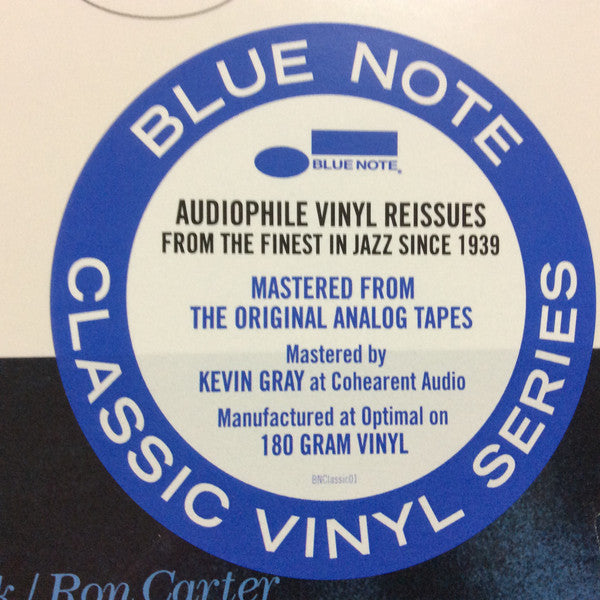 BLUE NOTE
BLUE NOTE®
AUDIOPHILE VINYL REISSUES
FROM THE FINEST IN JAZZ SINCE 1939
MASTERED FROM
THE ORIGINAL ANALOG TAPES
Mastered by
KEVIN GRAY at Cohearent Audio
Manufactured at Optimal on
180 GRAM VINYL
BNClassic01
CLASSIC VINYL SERIES
k / Ron Carter